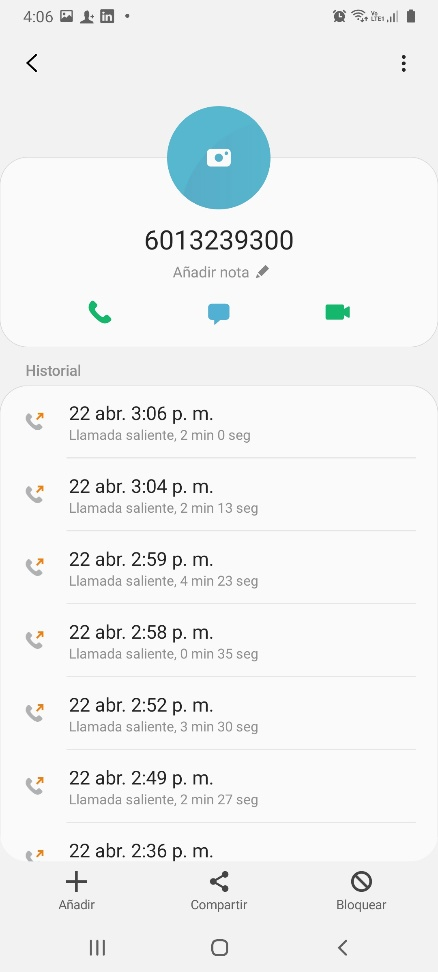 4:06
Vo
LTE1
6013239300
Añadir nota
Historial
22 abr. 3:06 p. m.
Llamada saliente, 2 min 0 seg
22 abr. 3:04 p. m.
Llamada saliente, 2 min 13 seg
22 abr. 2:59 p. m.
Llamada saliente, 4 min 23 seg
22 abr. 2:58 p. m.
Llamada saliente, 0 min 35 seg
22 abr. 2:52 p. m.
Llamada saliente, 3 min 30 seg
22 abr. 2:49 p. m.
Llamada saliente, 2 min 27 seg
22 abr. 2:36 p. m.
Añadir Compartir Bloquear